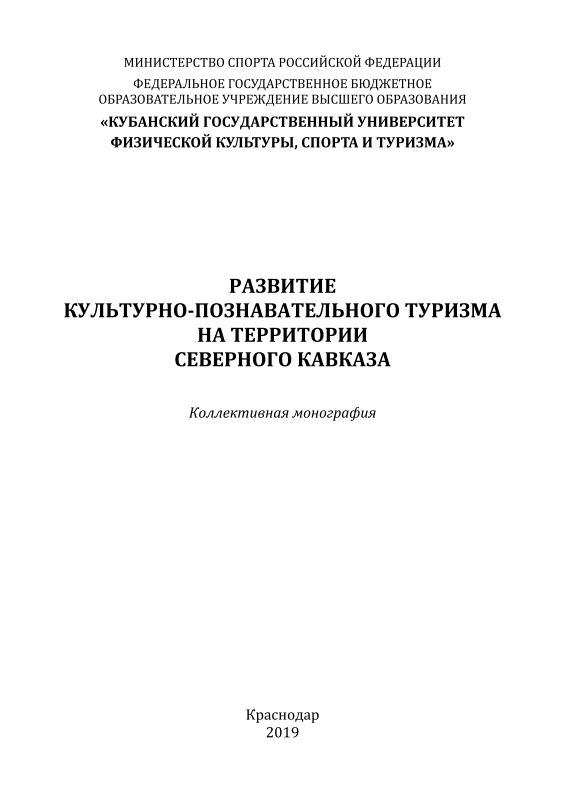 МИНИСТЕРСТВО СПОРТА РОССИЙСКОЙ ФЕДЕРАЦИИ
ФЕДЕРАЛЬНОЕ ГОСУДАРСТВЕННОЕ БЮДЖЕТНОЕ
ОБРАЗОВАТЕЛЬНОЕ УЧРЕЖДЕНИЕ ВЫСШЕГО ОБРАЗОВАНИЯ
«КУБАНСКИЙ ГОСУДАРСТВЕННЫЙ УНИВЕРСИТЕТ
ФИЗИЧЕСКОЙ КУЛЬТУРЫ, СПОРТА И ТУРИЗМА»
РАЗВИТИЕ
КУЛЬТУРНО-ПОЗНАВАТЕЛЬНОГО ТУРИЗМА
НА ТЕРРИТОРИИ
СЕВЕРНОГО КАВКАЗА
Коллективная монография
Краснодар
2019